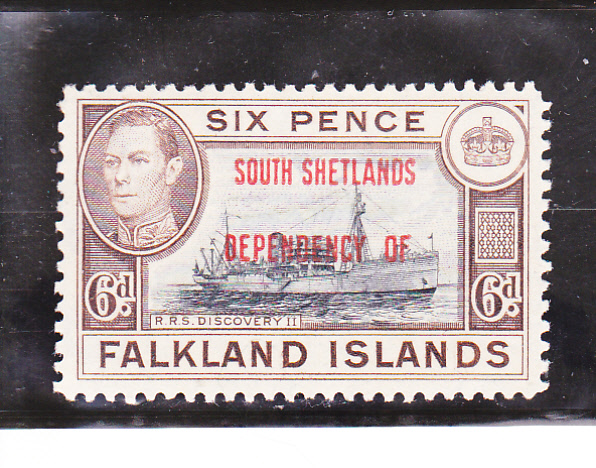 SIX PENCE
SOUTH SHETLANDS
DEPENDENCY OF
6d. 6d.
R.R.S. DISCOVERY II
FALKLAND ISLANDS